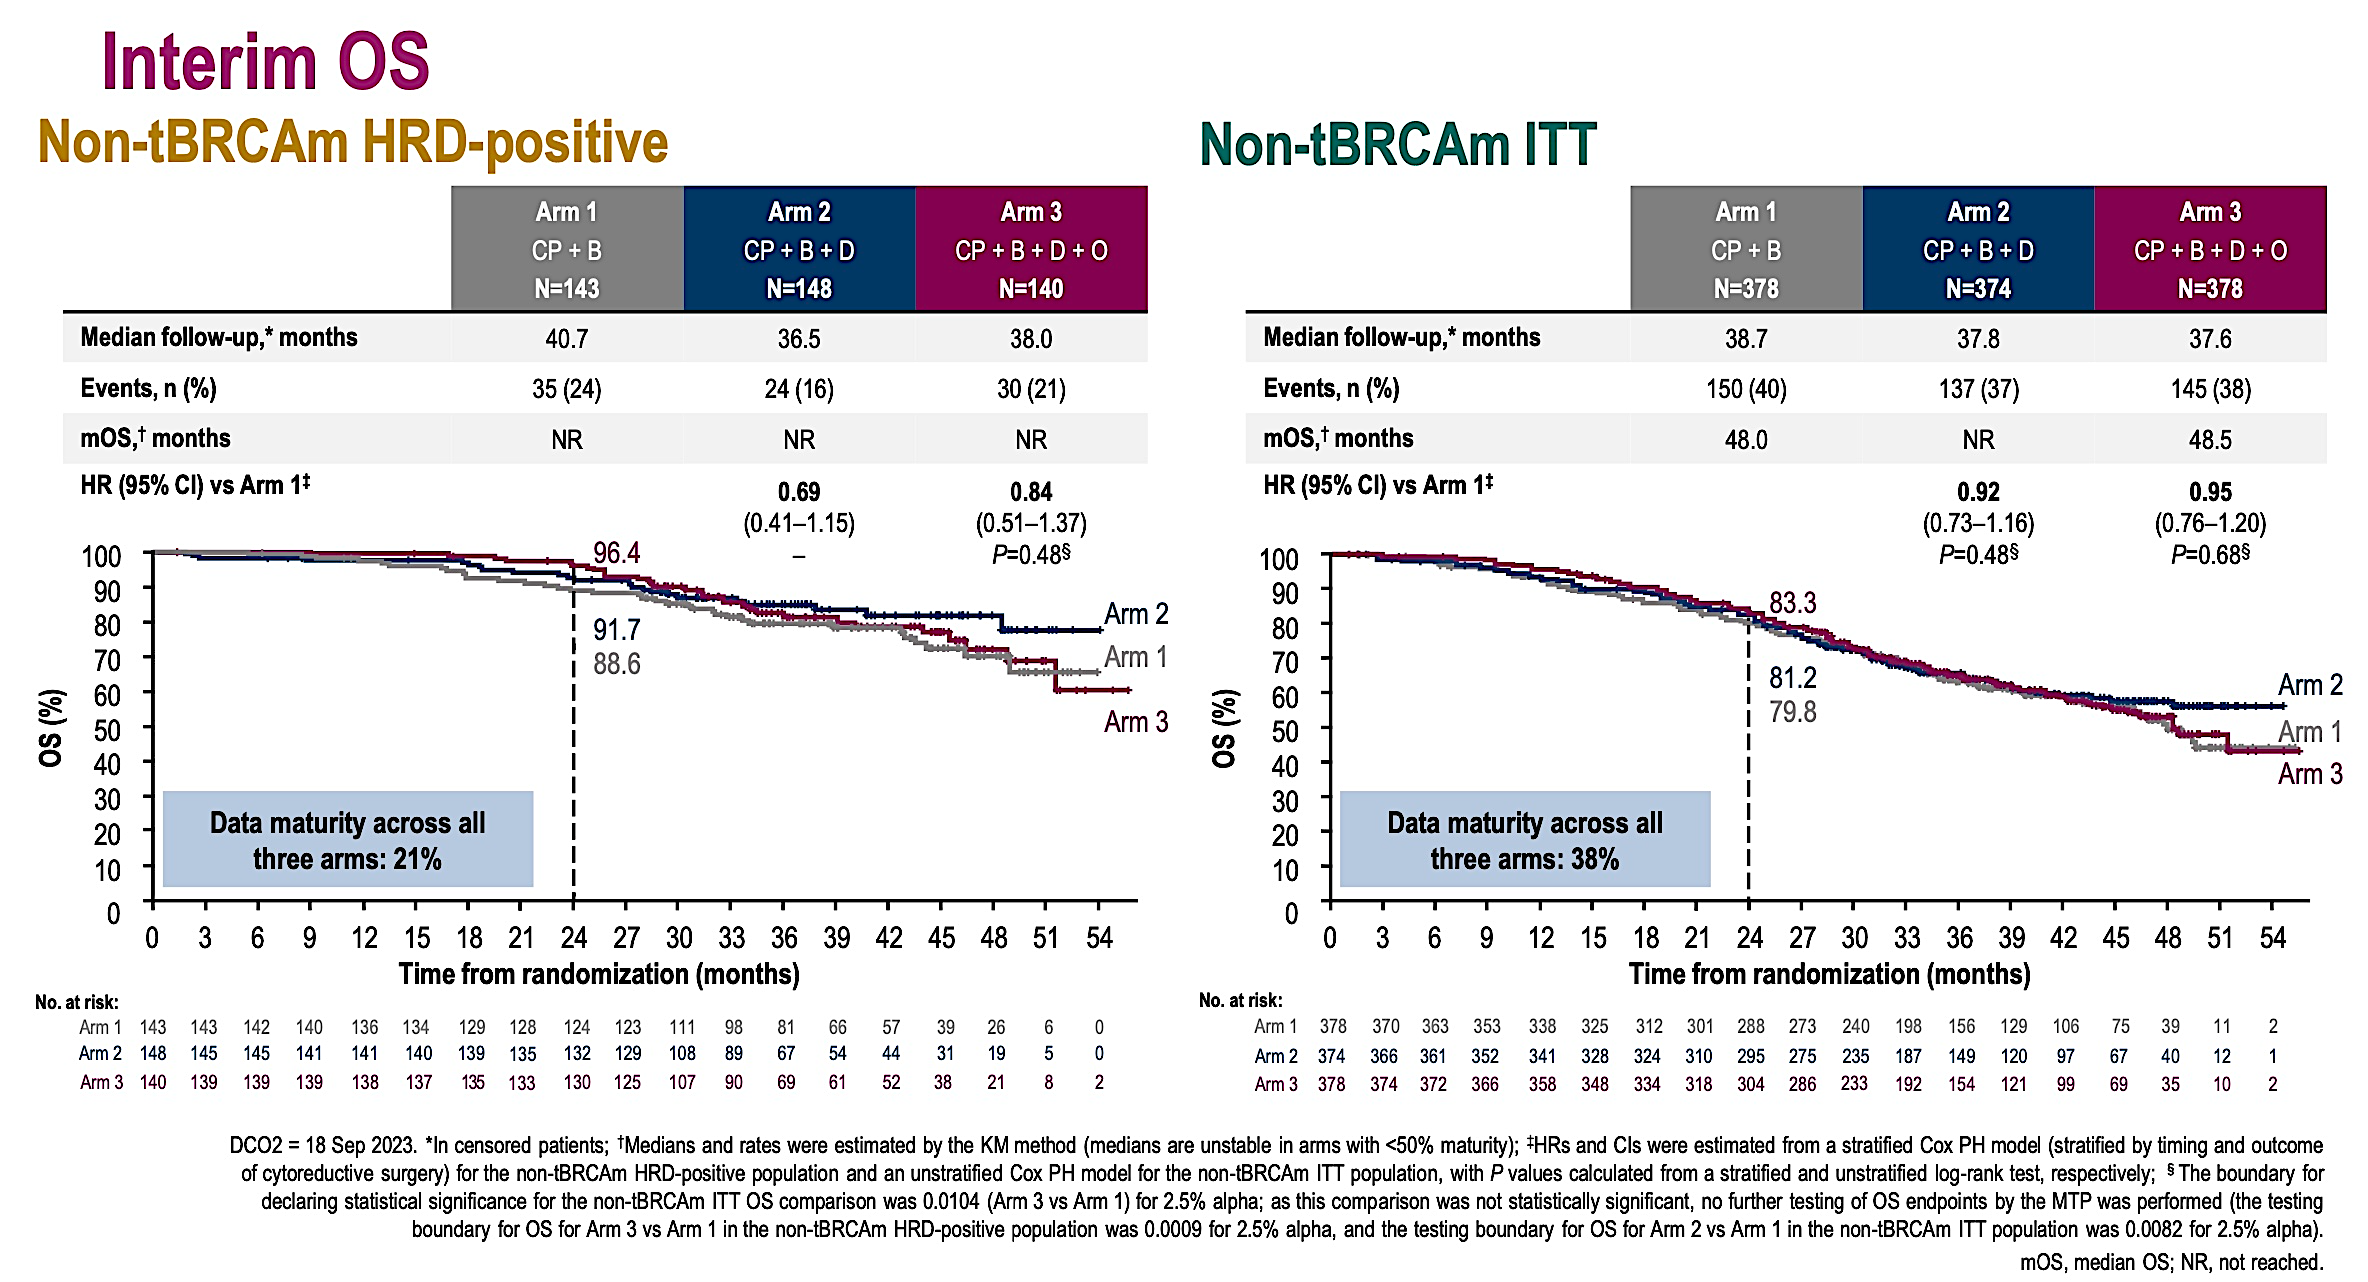 Interim OS
Non-tBRCAm HRD-positive
Arm 1 Arm 2 Arm 3
CP + B CP + B + D CP + B + D + O
N=143 N=148 N=140
Median follow-up,* months 40.7 36.5 38.0
Events, n (%) 35 (24) 24 (16) 30 (21)
mOS,† months NR NR NR
HR (95% CI) vs Arm 1‡ 0.69 0.84
(0.41–1.15) (0.51–1.37)
– P=0.48§
100
90
80
70
60
50
40
30
20
10
0
OS (%)
96.4
91.7
88.6
Arm 2
Arm 1
Arm 3
Data maturity across all
three arms: 21%
0 3 6 9 12 15 18 21 24 27 30 33 36 39 42 45 48 51 54
Time from randomization (months)
No. at risk:
Arm 1 143 143 142 140 136 134 129 128 124 123 111 98 81 66 57 39 26 6 0
Arm 2 148 145 145 141 141 140 139 135 132 129 108 89 67 54 44 31 19 5 0
Arm 3 140 139 139 139 138 137 135 133 130 125 107 90 69 61 52 38 21 8 2
Non-tBRCAm ITT
Arm 1 Arm 2 Arm 3
CP + B CP + B + D CP + B + D + O
N=378 N=374 N=378
Median follow-up,* months 38.7 37.8 37.6
Events, n (%) 150 (40) 137 (37) 145 (38)
mOS,† months 48.0 NR 48.5
HR (95% CI) vs Arm 1‡ 0.92 0.95
(0.73–1.16) (0.76–1.20)
P=0.48§ P=0.68§
100
90
80
70
60
50
40
30
20
10
0
OS (%)
83.3
81.2
79.8
Arm 2
Arm 1
Arm 3
Data maturity across all
three arms: 38%
0 3 6 9 12 15 18 21 24 27 30 33 36 39 42 45 48 51 54
Time from randomization (months)
No. at risk:
Arm 1 378 370 363 353 338 325 312 301 288 273 240 198 156 129 106 75 39 11 2
Arm 2 374 366 361 352 341 328 324 310 295 275 235 187 149 120 97 67 40 12 1
Arm 3 378 374 372 366 358 348 334 318 304 286 233 192 154 121 99 69 35 10 2
DCO2 = 18 Sep 2023. *In censored patients; †Medians and rates were estimated by the KM method (medians are unstable in arms with <50% maturity); ‡HRs and CIs were estimated from a stratified Cox PH model (stratified by timing and outcome
of cytoreductive surgery) for the non-tBRCAm HRD-positive population and an unstratified Cox PH model for the non-tBRCAm ITT population, with P values calculated from a stratified and unstratified log-rank test, respectively; § The boundary for
declaring statistical significance for the non-tBRCAm ITT OS comparison was 0.0104 (Arm 3 vs Arm 1) for 2.5% alpha; as this comparison was not statistically significant, no further testing of OS endpoints by the MTP was performed (the testing
boundary for OS for Arm 3 vs Arm 1 in the non-tBRCAm HRD-positive population was 0.0009 for 2.5% alpha, and the testing boundary for OS for Arm 2 vs Arm 1 in the non-tBRCAm ITT population was 0.0082 for 2.5% alpha).
mOS, median OS; NR, not reached.